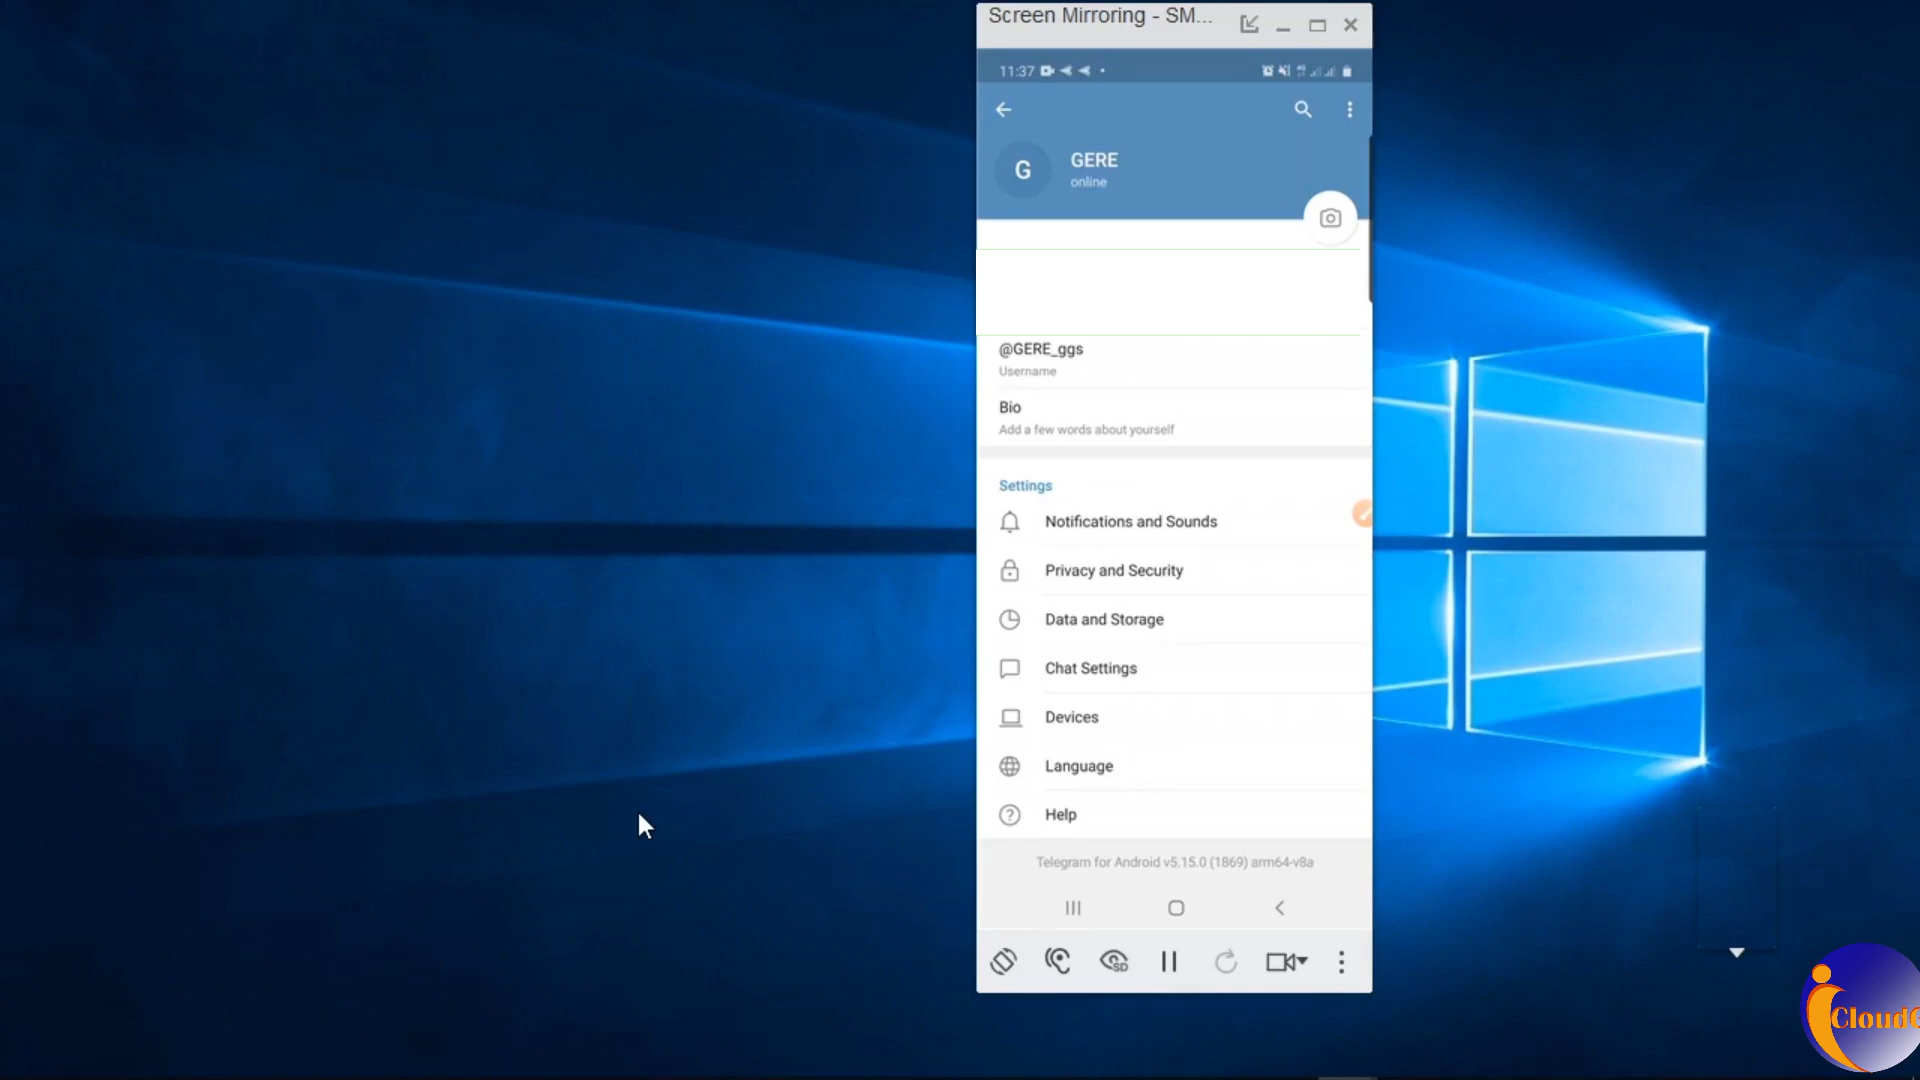 Screen Mirroring - SM...
11:37
G
GERE
online
@GERE_ggs
Username
Bio
Add a few words about yourself
Settings
Notifications and Sounds
Privacy and Security
Data and Storage
Chat Settings
Devices
Language
Help
Telegram for Android v5.15.0 (1869) arm64-v8a
SD